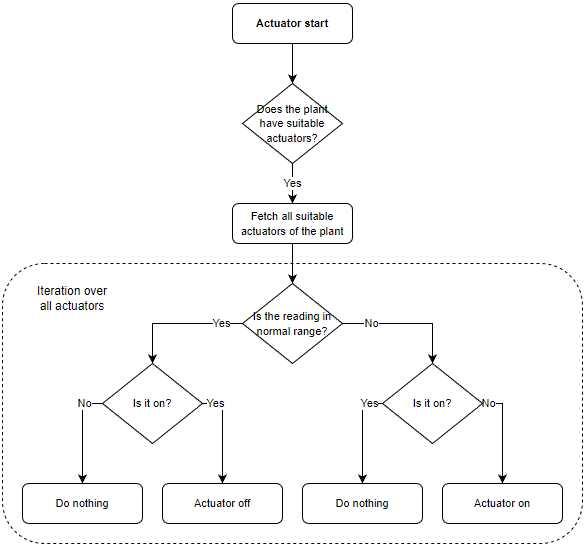 Actuator start
Does the plant
have suitable
actuators?
Yes
Fetch all suitable
actuators of the plant
Iteration over
all actuators
Is the reading in
normal range?
Yes
No
No
Is it on?
Yes
Yes
Is it on?
No
Do nothing
Actuator off
Do nothing
Actuator on